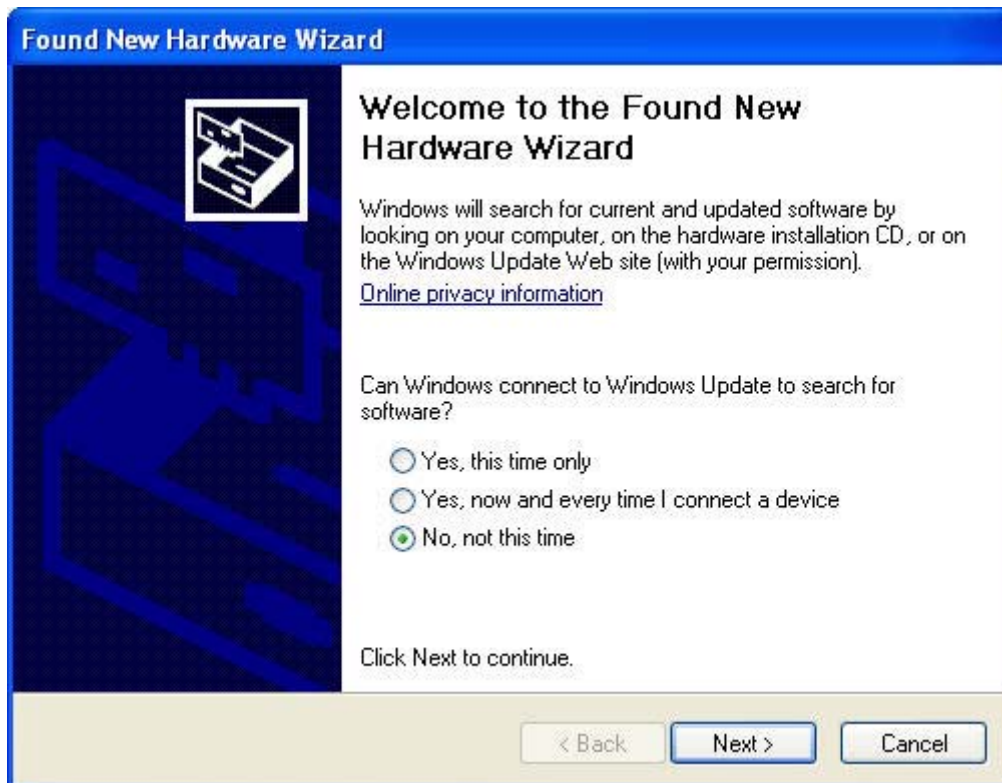 Found New Hardware Wizard
Welcome to the Found New
Hardware Wizard
Windows will search for current and updated software by
looking on your computer, on the hardware installation CD, or on
the Windows Update Web site (with your permission).
Online privacy information
Can Windows connect to Windows Update to search for
software?
Yes, this time only
Yes, now and every time I connect a device
No, not this time
Click Next to continue.
< Back Next > Cancel